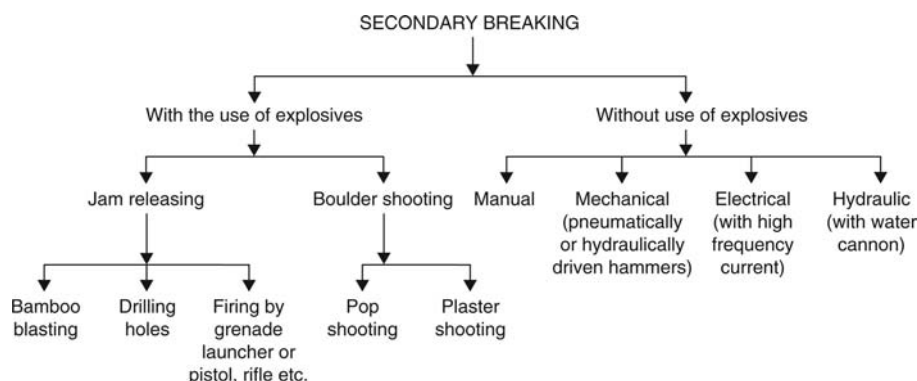 SECONDARY BREAKING
With the use of explosives
Without use of explosives
Jam releasing
Boulder shooting
Manual
Mechanical
(pneumatically
or hydraulically
driven hammers)
Electrical
(with high
frequency
current)
Hydraulic
(with water
cannon)
Bamboo
blasting
Drilling
holes
Firing by
grenade
launcher or
pistol, rifle etc.
Pop
shooting
Plaster
shooting